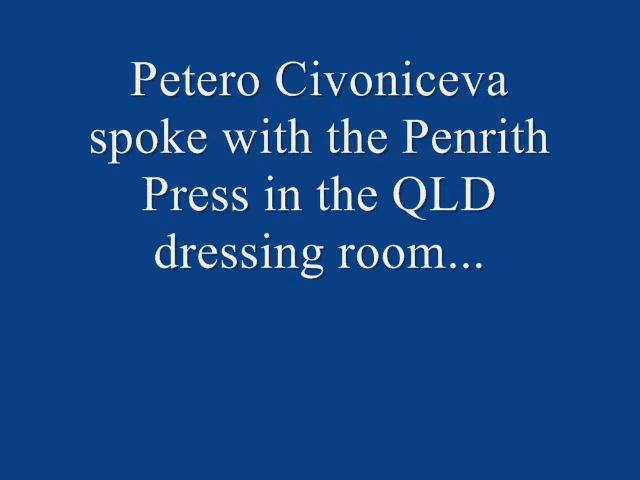 Petero Civoniceva
spoke with the Penrith
Press in the QLD
dressing room...